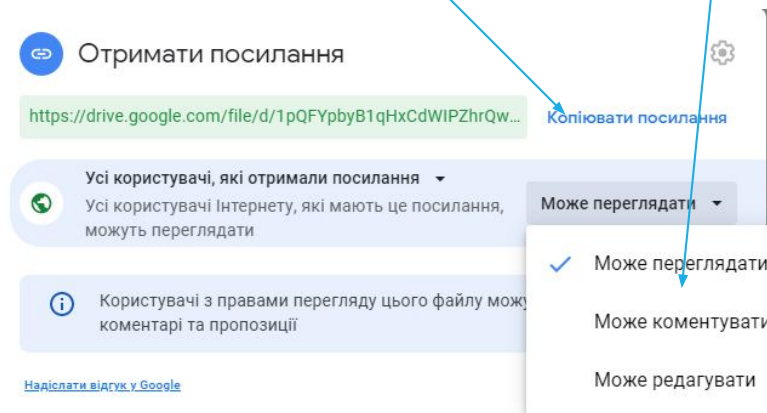 Отримати посилання
https://drive.google.com/file/d/1pQFYpbyB1qHxCdWIPZhrQw...
Копіювати посилання
Усі користувачі, які отримали посилання
Усі користувачі Інтернету, які мають це посилання,
можуть переглядати
Може переглядати
Може переглядати
Може коментувати
Може редагувати
Користувачі з правами перегляду цього файлу можу
коментарі та пропозиції
Надіслати відгук у Google